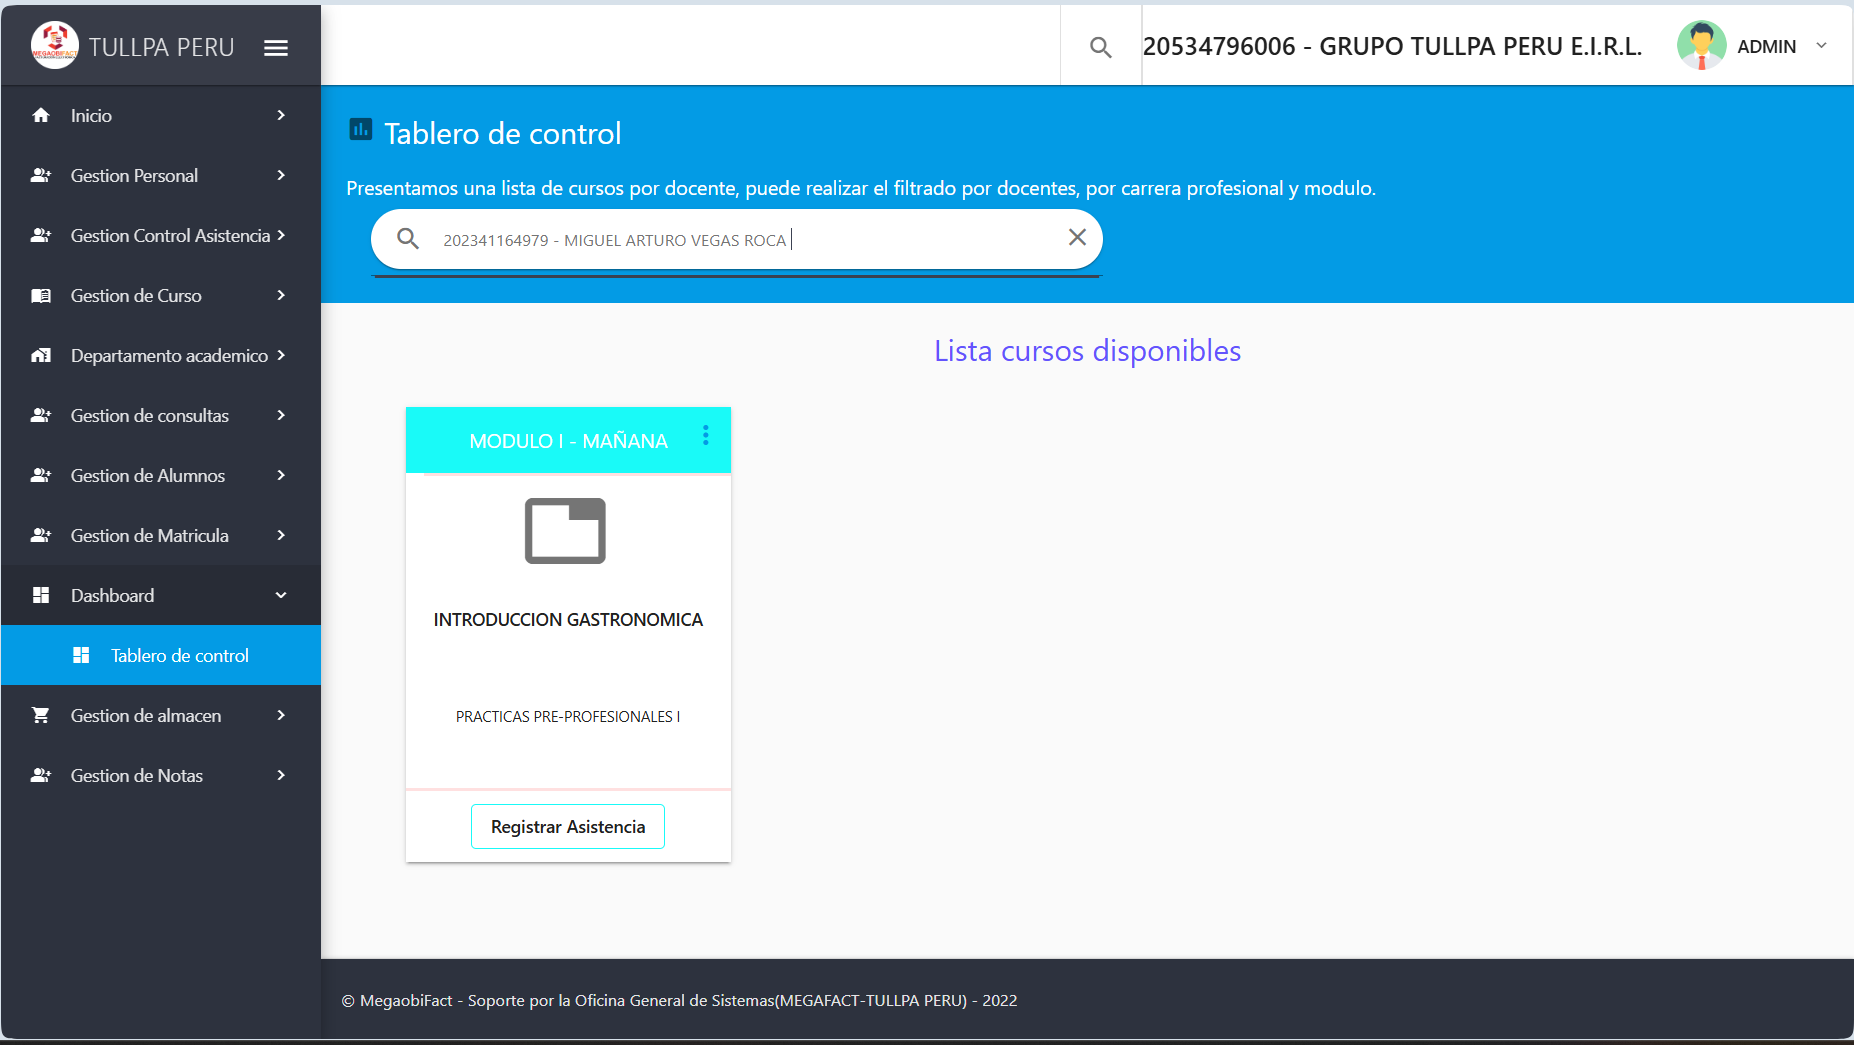 TULLPA PERU
20534796006 - GRUPO TULLPA PERU E.I.R.L.
ADMIN
Inicio
Gestion Personal
Gestion Control Asistencia
Gestion de Curso
Departamento academico
Gestion de consultas
Gestion de Alumnos
Gestion de Matricula
Dashboard
Tablero de control
Gestion de almacen
Gestion de Notas
Tablero de control
Presentamos una lista de cursos por docente, puede realizar el filtrado por docentes, por carrera profesional y modulo.
202341164979 - MIGUEL ARTURO VEGAS ROCA
Lista cursos disponibles
MODULO I - MAÑANA
INTRODUCCION GASTRONOMICA
PRACTICAS PRE-PROFESIONALES I
Registrar Asistencia
© MegaobiFact - Soporte por la Oficina General de Sistemas(MEGAFACT-TULLPA PERU) - 2022